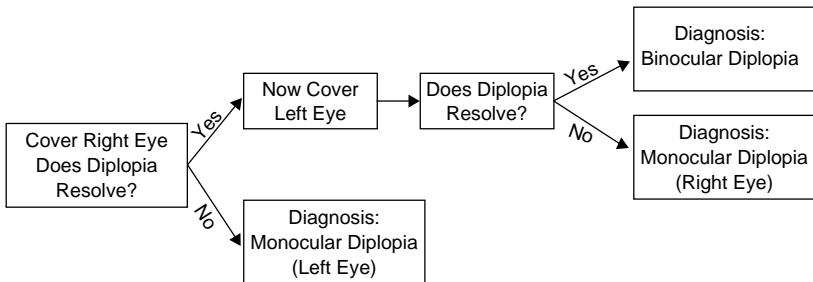 Cover Right Eye
Does Diplopia
Resolve?
Yes
No
Now Cover
Left Eye
Diagnosis:
Monocular Diplopia
(Left Eye)
Does Diplopia
Resolve?
Yes
No
Diagnosis:
Binocular Diplopia
Diagnosis:
Monocular Diplopia
(Right Eye)